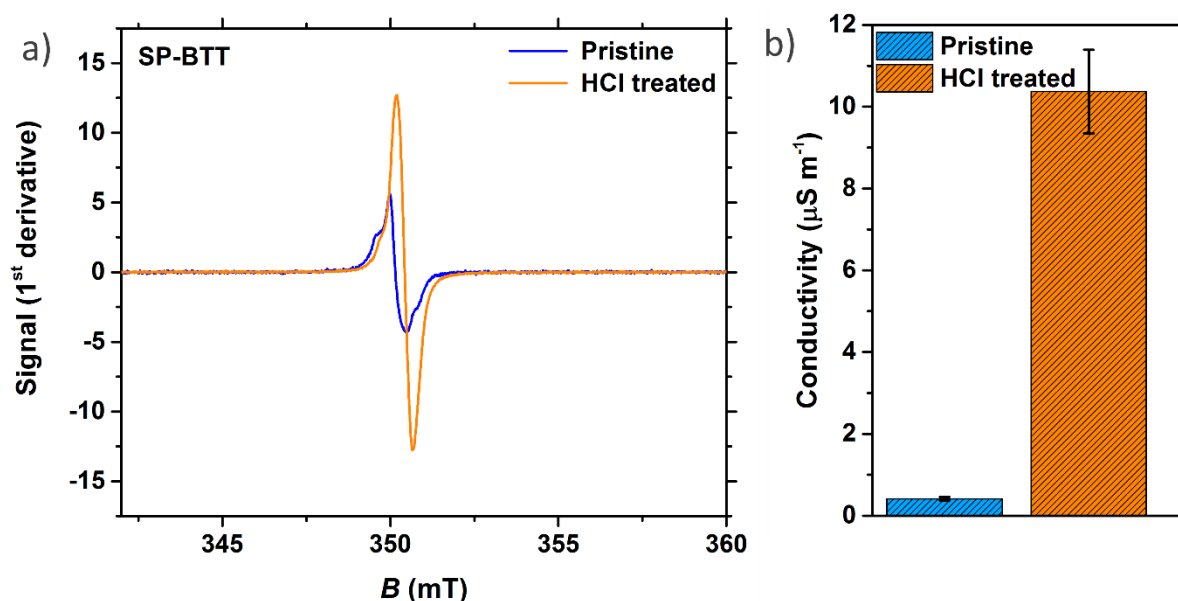 a)
SP-BTT
Pristine
HCl treated
15
10
5
0
-5
-10
-15
Signal (1st derivative)
345
350
355
360
B (mT)
b)
Pristine
HCl treated
12
10
8
6
4
2
0
Conductivity (μS m-1)